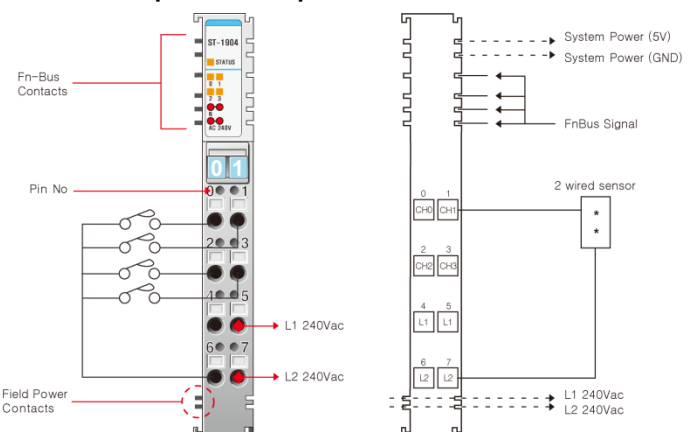 ST-1904
STATUS
0 1
2 3
AC 240V
Fn-Bus
Contacts
01
Pin No
0 1
2 3
4 5
L1 240Vac
6 7
L2 240Vac
Field Power
Contacts
System Power (5V)
System Power (GND)
FnBus Signal
2 wired sensor
0 1
CH0 CH1
*
*
2 3
CH2 CH3
4 5
L1 L1
6 7
L2 L2
L1 240Vac
L2 240Vac